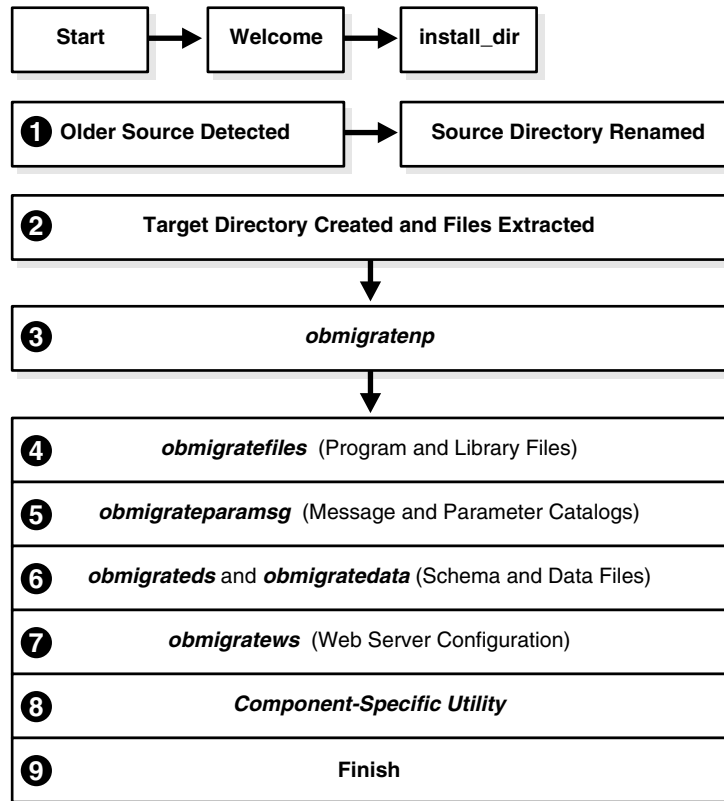 Start
Welcome
install_dir
1 Older Source Detected
Source Directory Renamed
2 Target Directory Created and Files Extracted
3 obmigratenp
4 obmigratefiles (Program and Library Files)
5 obmigrateparamsg (Message and Parameter Catalogs)
6 obmigrateds and obmigratedata (Schema and Data Files)
7 obmigratews (Web Server Configuration)
8 Component-Specific Utility
9 Finish